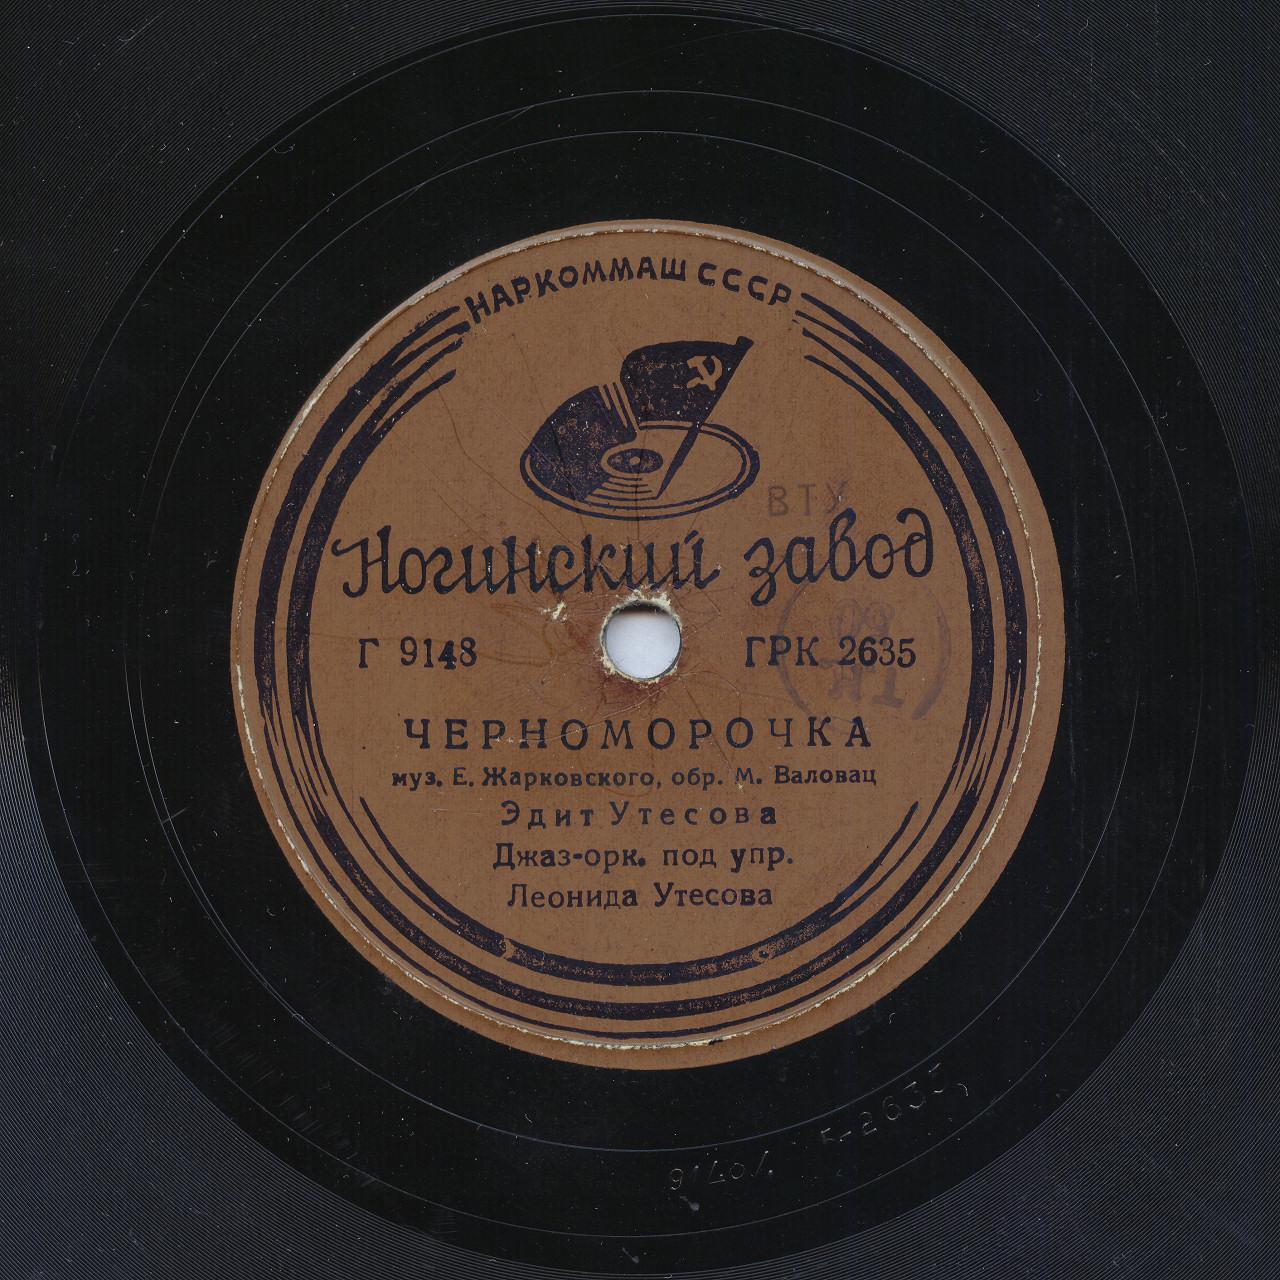 НАРКОММАШ СССР
ВТУ
Ногинский завод
Г 9148 ГРК 2635
ЧЕРНОМОРОЧКА
муз. Е. Жарковского, обр. М. Валовац
Эдит Утесова
Джаз-орк. под упр.
Леонида Утесова